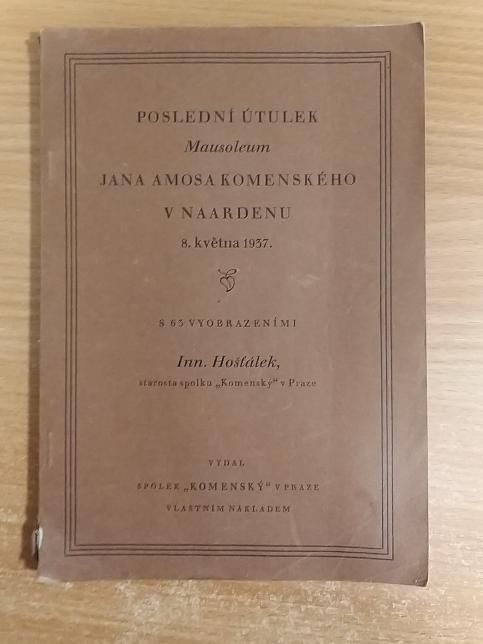 POSLEDNÍ ÚTULEK
Mausoleum
JANA AMOSA KOMENSKÉHO
V NAARDENU
8. května 1937.
S 63 VYOBRAZENÍMI
Inn. Hošťálek,
starosta spolku „Komenský“ v Praze
VYDAL
SPOLEK „KOMENSKÝ“ V PRAZE
VLASTNÍM NÁKLADEM